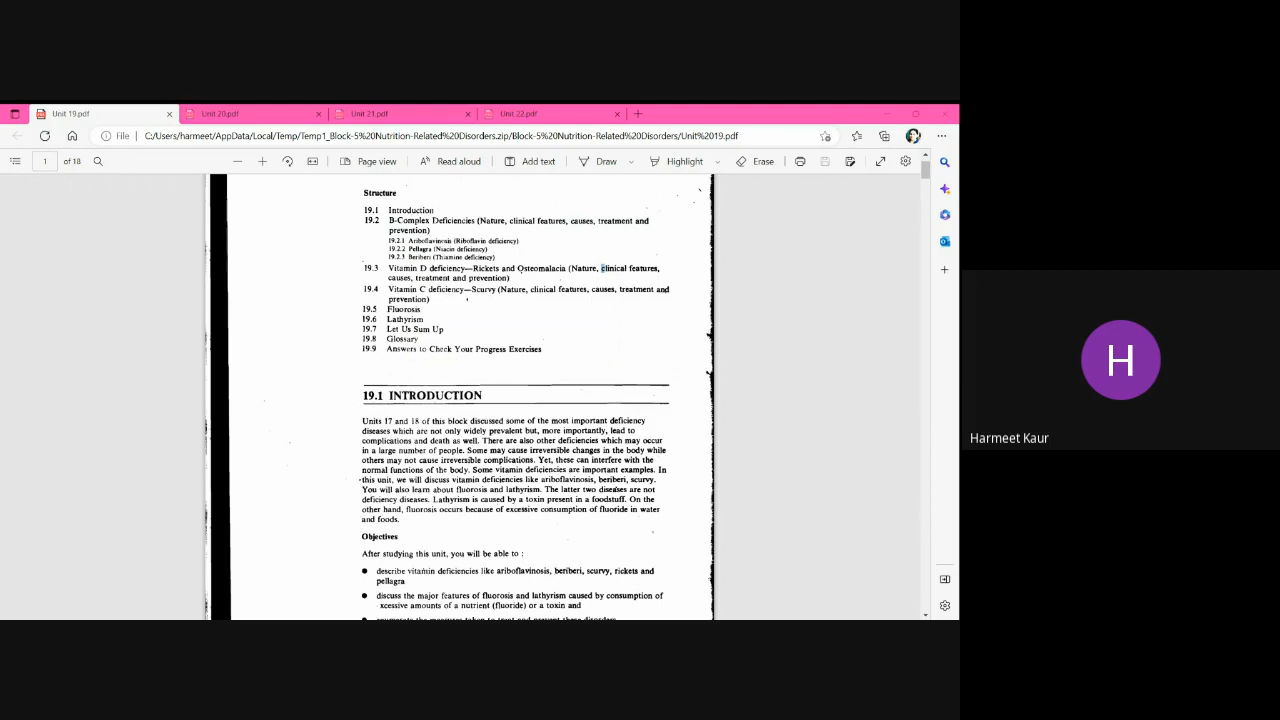 Unit 19.pdf
Unit 20.pdf
Unit 21.pdf
Unit 22.pdf
File
C:/Users/harmeet/AppData/Local/Temp/Temp1_Block-5%20Nutrition-Related%20Disorders.zip/Block-5%20Nutrition-Related%20Disorders/Unit%2019.pdf
1 of 18
Page view
Read aloud
Add text
Draw
Highlight
Erase
Structure
19.1 Introduction
19.2 B-Complex Deficiencies (Nature, clinical features, causes, treatment and
prevention)
19.2.1 Ariboflavinosis (Riboflavin deficiency)
19.2.2 Pellagra (Niacin deficiency)
19.2.3 Beriberi (Thiamine deficiency)
19.3 Vitamin D deficiency—Rickets and Osteomalacia (Nature, clinical features,
causes, treatment and prevention)
19.4 Vitamin C deficiency—Scurvy (Nature, clinical features, causes, treatment and
prevention)
19.5 Fluorosis
19.6 Lathyrism
19.7 Let Us Sum Up
19.8 Glossary
19.9 Answers to Check Your Progress Exercises
19.1 INTRODUCTION
Units 17 and 18 of this block discussed some of the most important deficiency
diseases which are not only widely prevalent but, more importantly, lead to
complications and death as well. There are also other deficiencies which may occur
in a large number of people. Some may cause irreversible changes in the body while
others may not cause irreversible complications. Yet, these can interfere with the
normal functions of the body. Some vitamin deficiencies are important examples. In
this unit, we will discuss vitamin deficiencies like ariboflavinosis, beriberi, scurvy.
You will also learn about fluorosis and lathyrism. The latter two diseases are not
deficiency diseases. Lathyrism is caused by a toxin present in a foodstuff. On the
other hand, fluorosis occurs because of excessive consumption of fluoride in water
and foods.
Objectives
After studying this unit, you will be able to :
● describe vitamin deficiencies like ariboflavinosis, beriberi, scurvy, rickets and
pellagra
● discuss the major features of fluorosis and lathyrism caused by consumption of
xcessive amounts of a nutrient (fluoride) or a toxin and
H
Harmeet Kaur